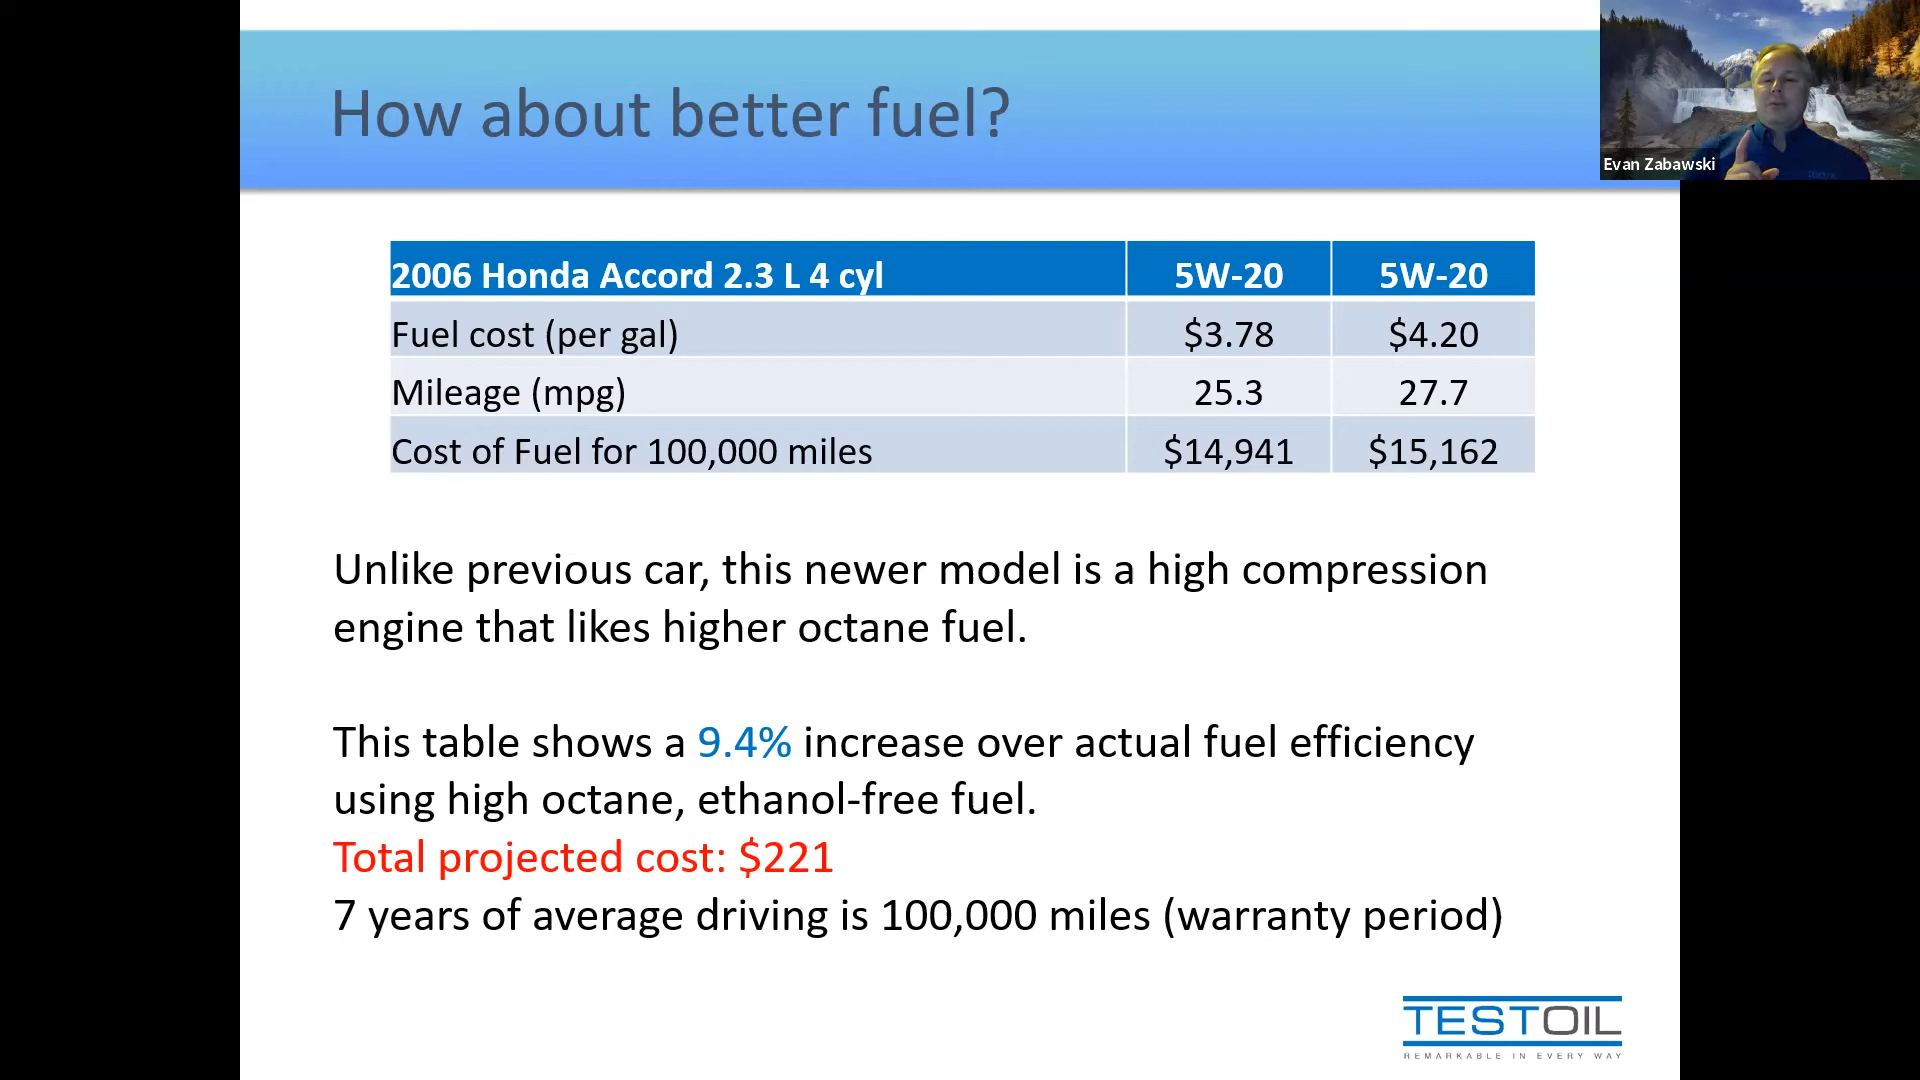 How about better fuel?
Evan Zabawski
2006 Honda Accord 2.3 L 4 cyl 5W-20 5W-20
Fuel cost (per gal) $3.78 $4.20
Mileage (mpg) 25.3 27.7
Cost of Fuel for 100,000 miles $14,941 $15,162
Unlike previous car, this newer model is a high compression
engine that likes higher octane fuel.
This table shows a 9.4% increase over actual fuel efficiency
using high octane, ethanol-free fuel.
Total projected cost: $221
7 years of average driving is 100,000 miles (warranty period)
TESTOIL
REMARKABLE IN EVERY WAY